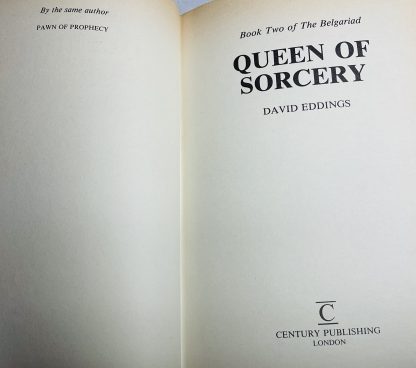 By the same author
PAWN OF PROPHECY
Book Two of The Belgariad
QUEEN OF
SORCERY
DAVID EDDINGS
C
CENTURY PUBLISHING
LONDON